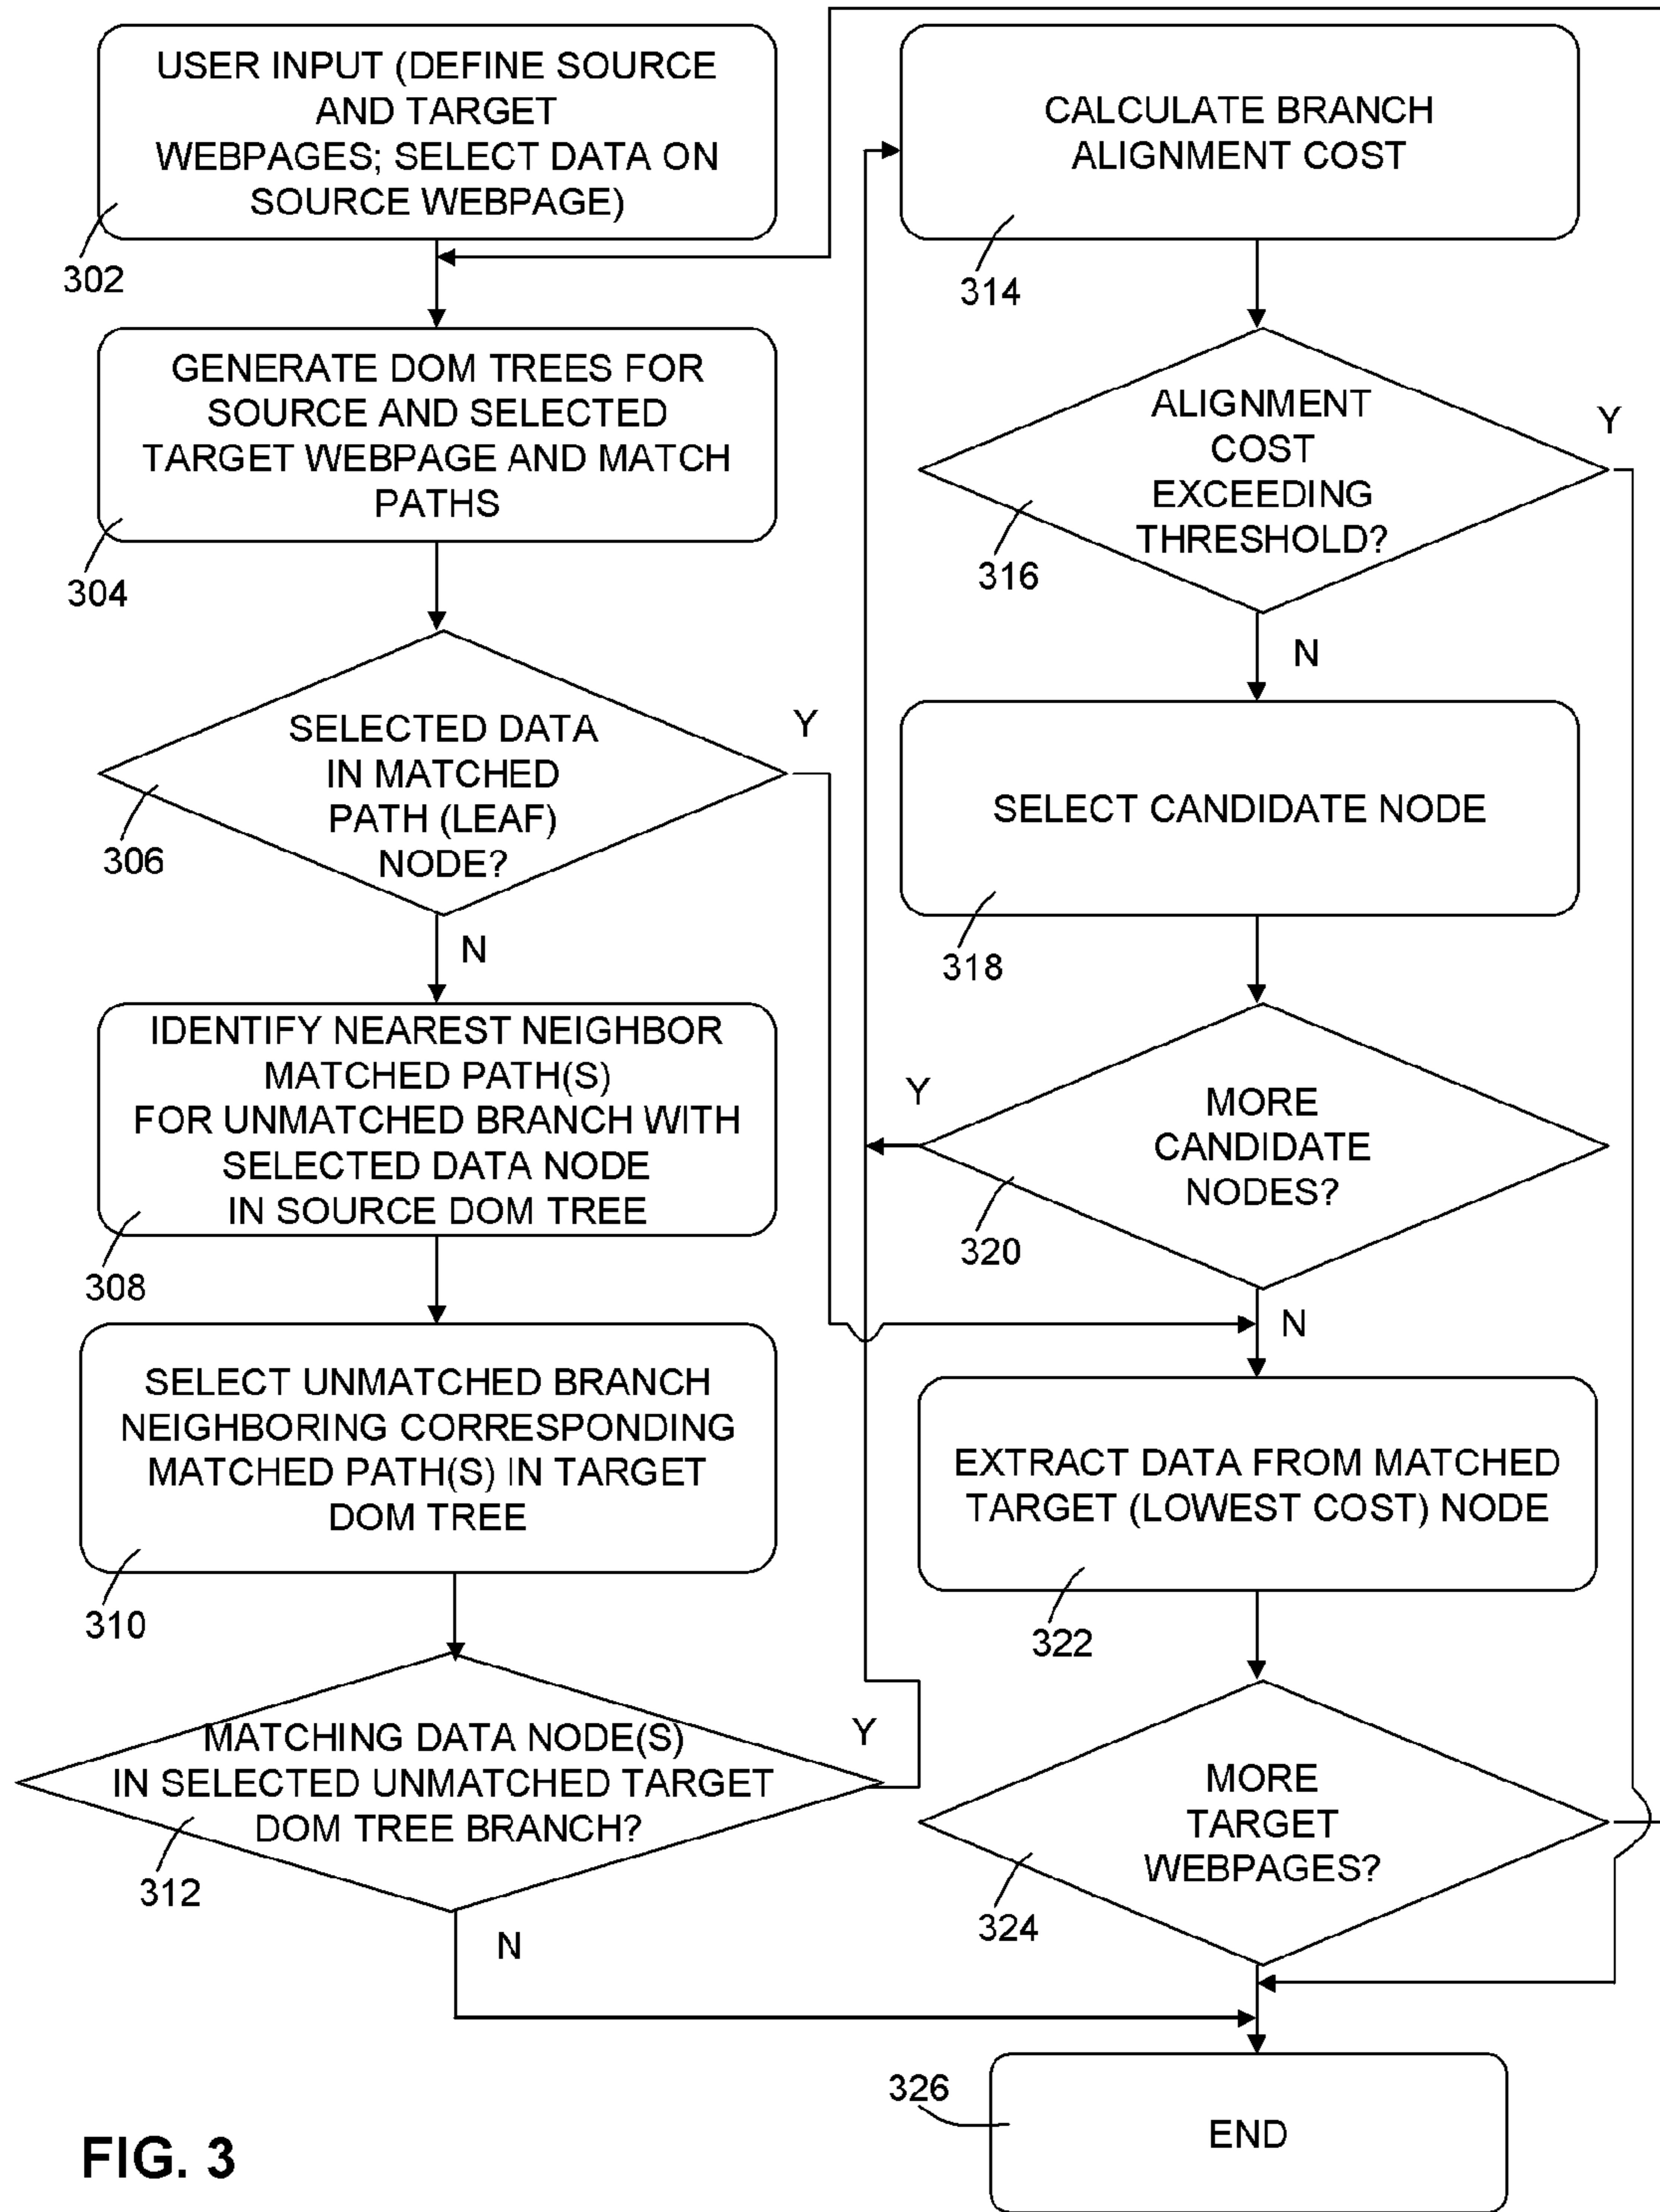 USER INPUT (DEFINE SOURCE
AND TARGET
WEBPAGES; SELECT DATA ON
SOURCE WEBPAGE)
302
GENERATE DOM TREES FOR
SOURCE AND SELECTED
TARGET WEBPAGE AND MATCH
PATHS
304
SELECTED DATA
IN MATCHED
PATH (LEAF)
NODE?
Y
306
N
IDENTIFY NEAREST NEIGHBOR
MATCHED PATH(S)
FOR UNMATCHED BRANCH WITH
SELECTED DATA NODE
IN SOURCE DOM TREE
308
SELECT UNMATCHED BRANCH
NEIGHBORING CORRESPONDING
MATCHED PATH(S) IN TARGET
DOM TREE
310
MATCHING DATA NODE(S)
IN SELECTED UNMATCHED TARGET
DOM TREE BRANCH?
Y
312
N
CALCULATE BRANCH
ALIGNMENT COST
314
ALIGNMENT
COST
EXCEEDING
THRESHOLD?
Y
316
N
SELECT CANDIDATE NODE
318
MORE
CANDIDATE
NODES?
Y
320
N
EXTRACT DATA FROM MATCHED
TARGET (LOWEST COST) NODE
322
MORE
TARGET
WEBPAGES?
324
326
END
FIG. 3